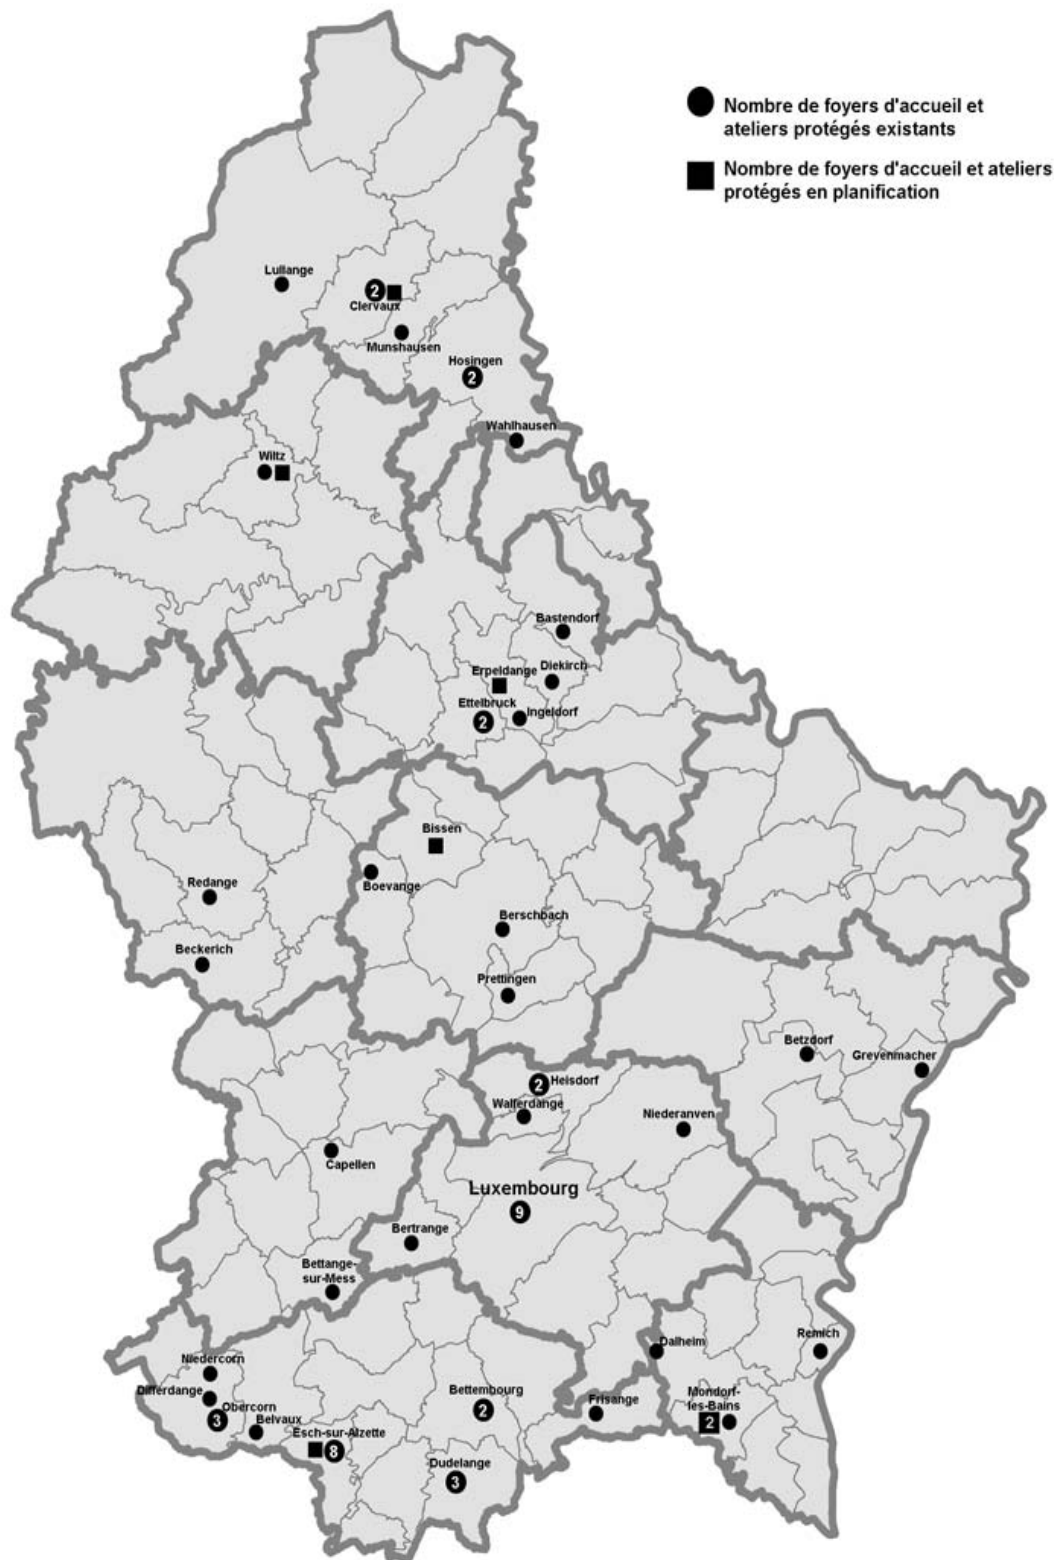 Nombre de foyers d'accueil et
ateliers protégés existants
Nombre de foyers d'accueil et ateliers
protégés en planification
Lullange
2
Clervaux
Munshausen
Hosingen
2
Wahlhausen
Wiltz
Bastendorf
Erpeldange
Diekirch
Ettelbruck
2
Ingeldorf
Bissen
Boevange
Redange
Berschbach
Beckerich
Prettingen
Betzdorf
Grevenmacher
2
Heisdorf
Walferdange
Niederanven
Capellen
Luxembourg
9
Bertrange
Bettange-
sur-Mess
Dalheim
Remich
Niedercorn
Differdange
Obercorn
3
Belvaux
Bettembourg
2
Frisange
Mondorf-
les-Bains
2
Esch-sur-Alzette
8
Dudelange
3